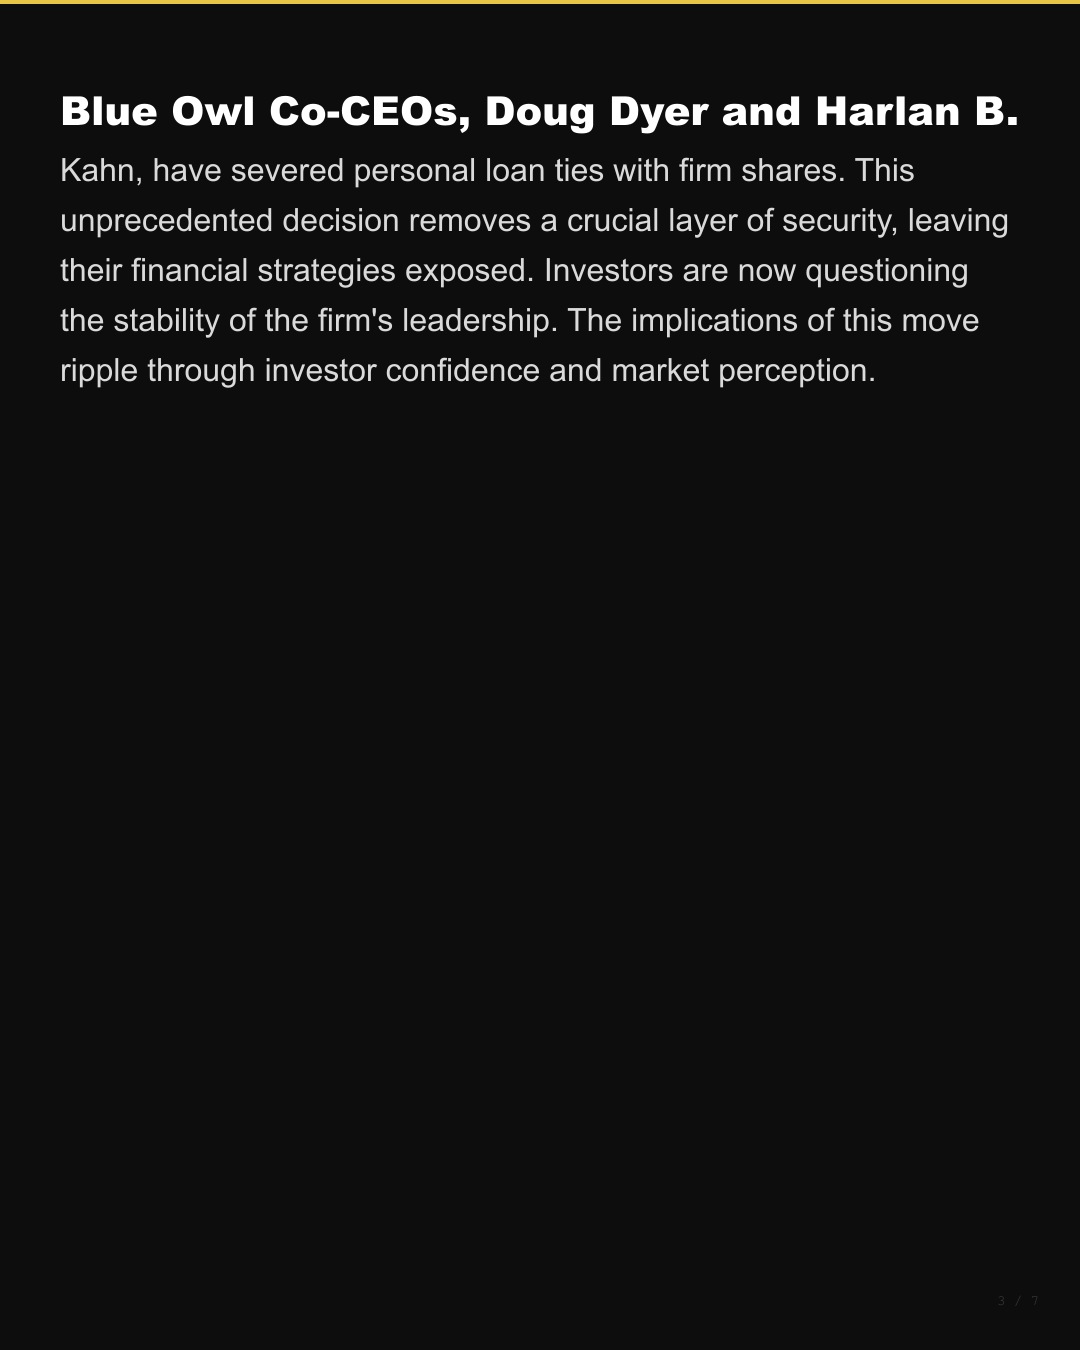 Blue Owl Co-CEOs, Doug Dyer and Harlan B.
Kahn, have severed personal loan ties with firm shares. This
unprecedented decision removes a crucial layer of security, leaving
their financial strategies exposed. Investors are now questioning
the stability of the firm's leadership. The implications of this move
ripple through investor confidence and market perception.
3 / 7